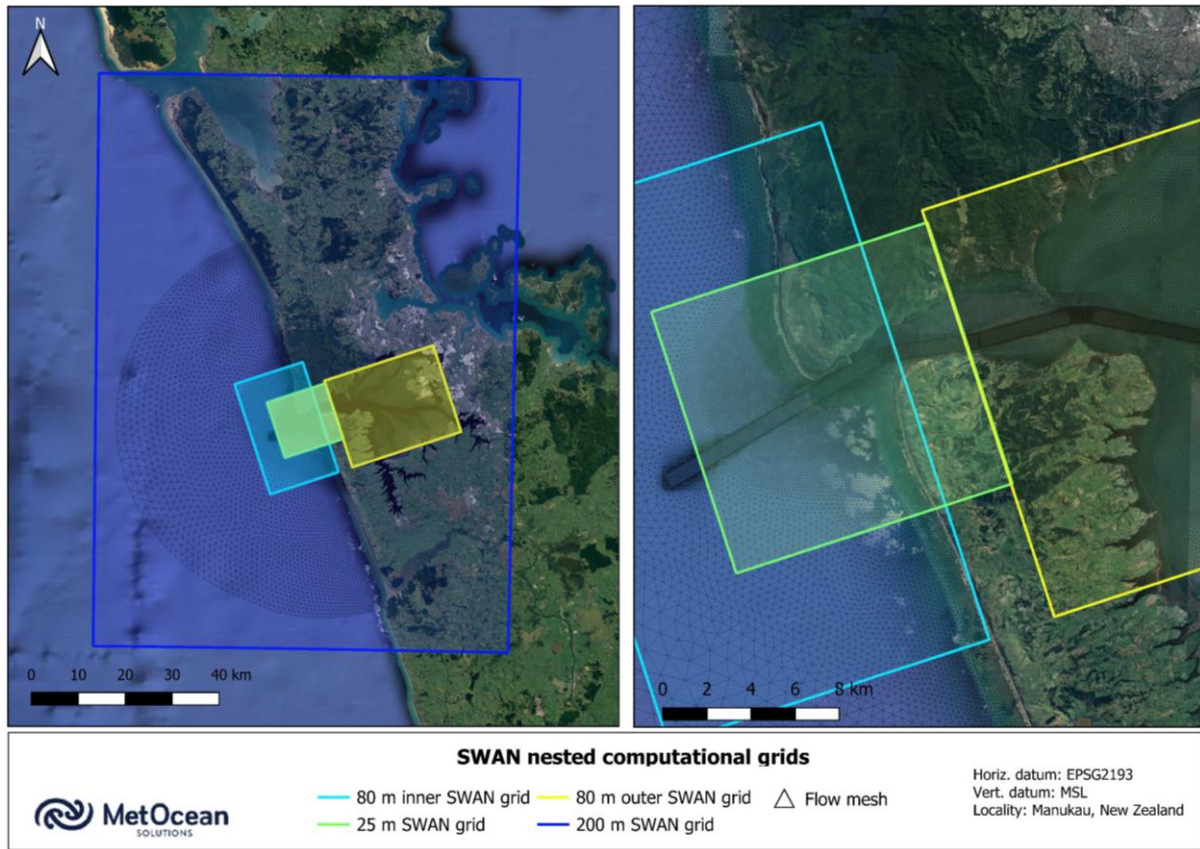 N
0 10 20 30 40 km
0 2 4 6 8 km
SWAN nested computational grids
80 m inner SWAN grid 80 m outer SWAN grid Flow mesh
25 m SWAN grid 200 m SWAN grid
MetOcean
SOLUTIONS
Horiz. datum: EPSG2193
Vert. datum: MSL
Locality: Manukau, New Zealand